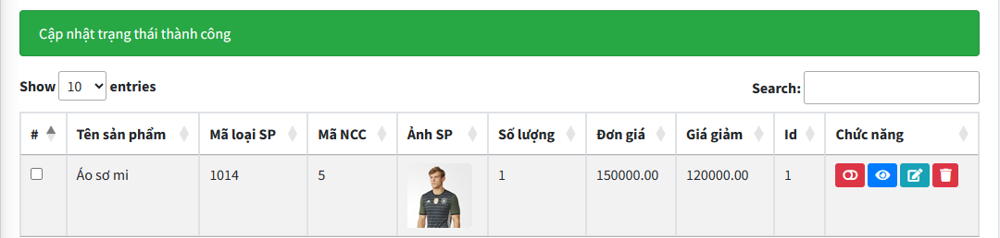 Cập nhật trạng thái thành công
Show 10 entries
Search:
# Tên sản phẩm Mã loại SP Mã NCC Ảnh SP Số lượng Đơn giá Giá giảm Id Chức năng
Áo sơ mi 1014 5 1 150000.00 120000.00 1